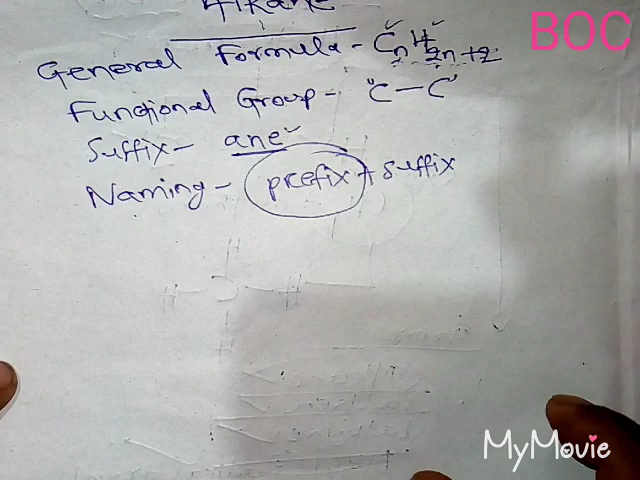 Alkane
BOC
General Formula - CnH2n+2
Functional Group - C-C
Suffix - ane
Naming - prefix + suffix
MyMovie